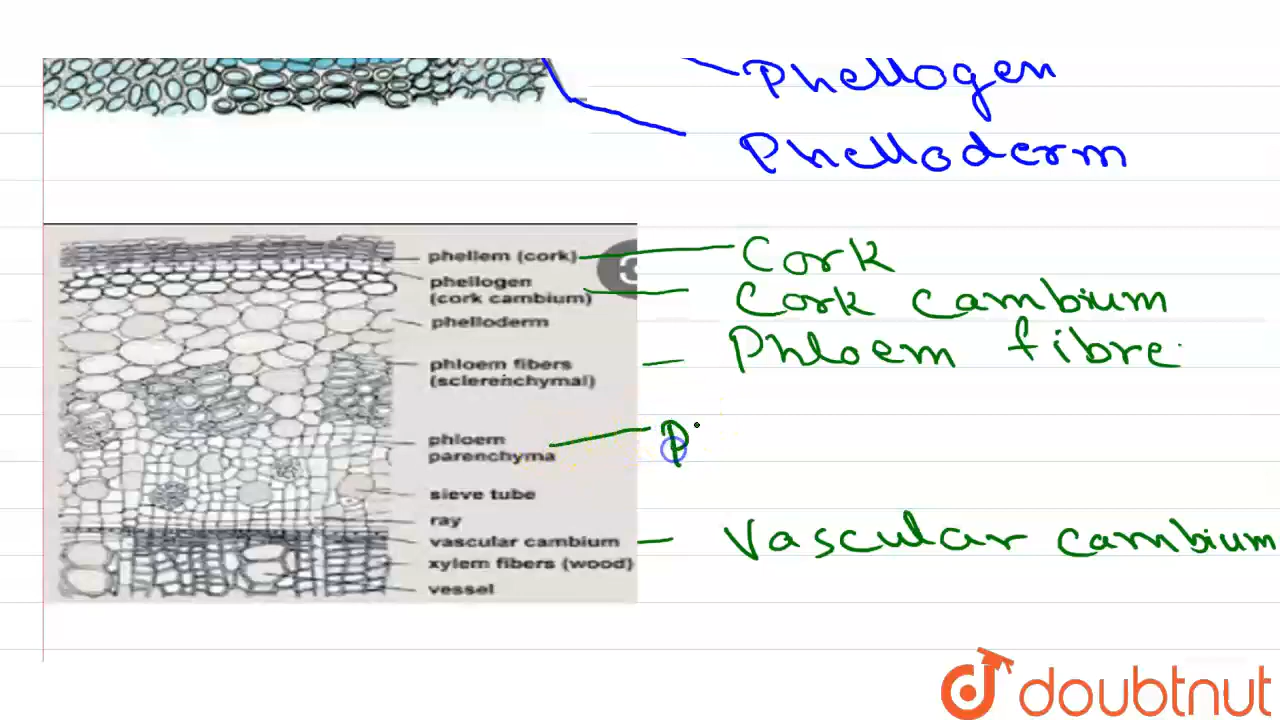 Phellogen
Phelloderm
phellem (cork)
Cork
phellogen
(cork cambium)
Cork cambium
phelloderm
phloem fibers
(sclerenchymal)
Phloem fibre
phloem
parenchyma
P
sieve tube
ray
vascular cambium
Vascular cambium
xylem fibers (wood)
vessel
doubtnut